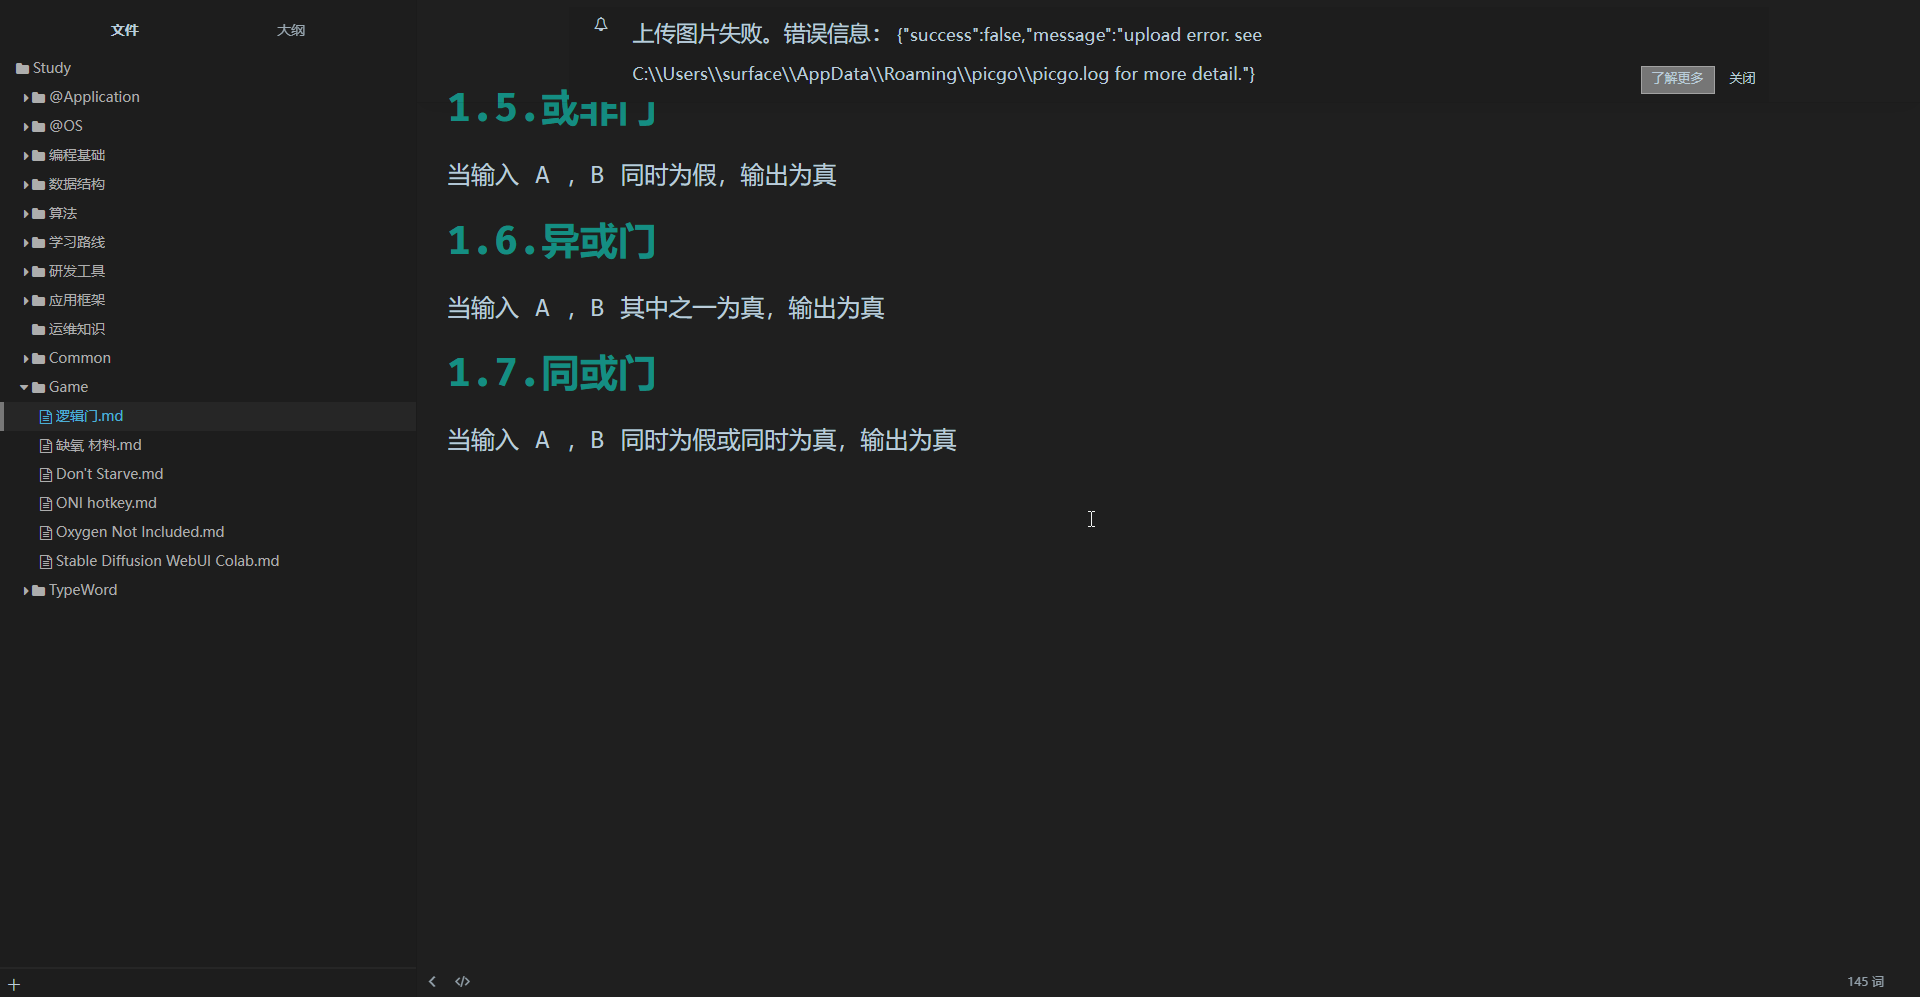 文件
大纲
Study
@Application
@OS
编程基础
数据结构
算法
学习路线
研发工具
应用框架
运维知识
Common
Game
逻辑门.md
缺氧 材料.md
Don't Starve.md
ONI hotkey.md
Oxygen Not Included.md
Stable Diffusion WebUI Colab.md
TypeWord
上传图片失败。错误信息： {"success":false,"message":"upload error. see
C:\\Users\\surface\\AppData\\Roaming\\picgo\\picgo.log for more detail."}
了解更多
关闭
1.5.或非门
当输入 A , B 同时为假，输出为真
1.6.异或门
当输入 A , B 其中之一为真，输出为真
1.7.同或门
当输入 A , B 同时为假或同时为真，输出为真
145 词